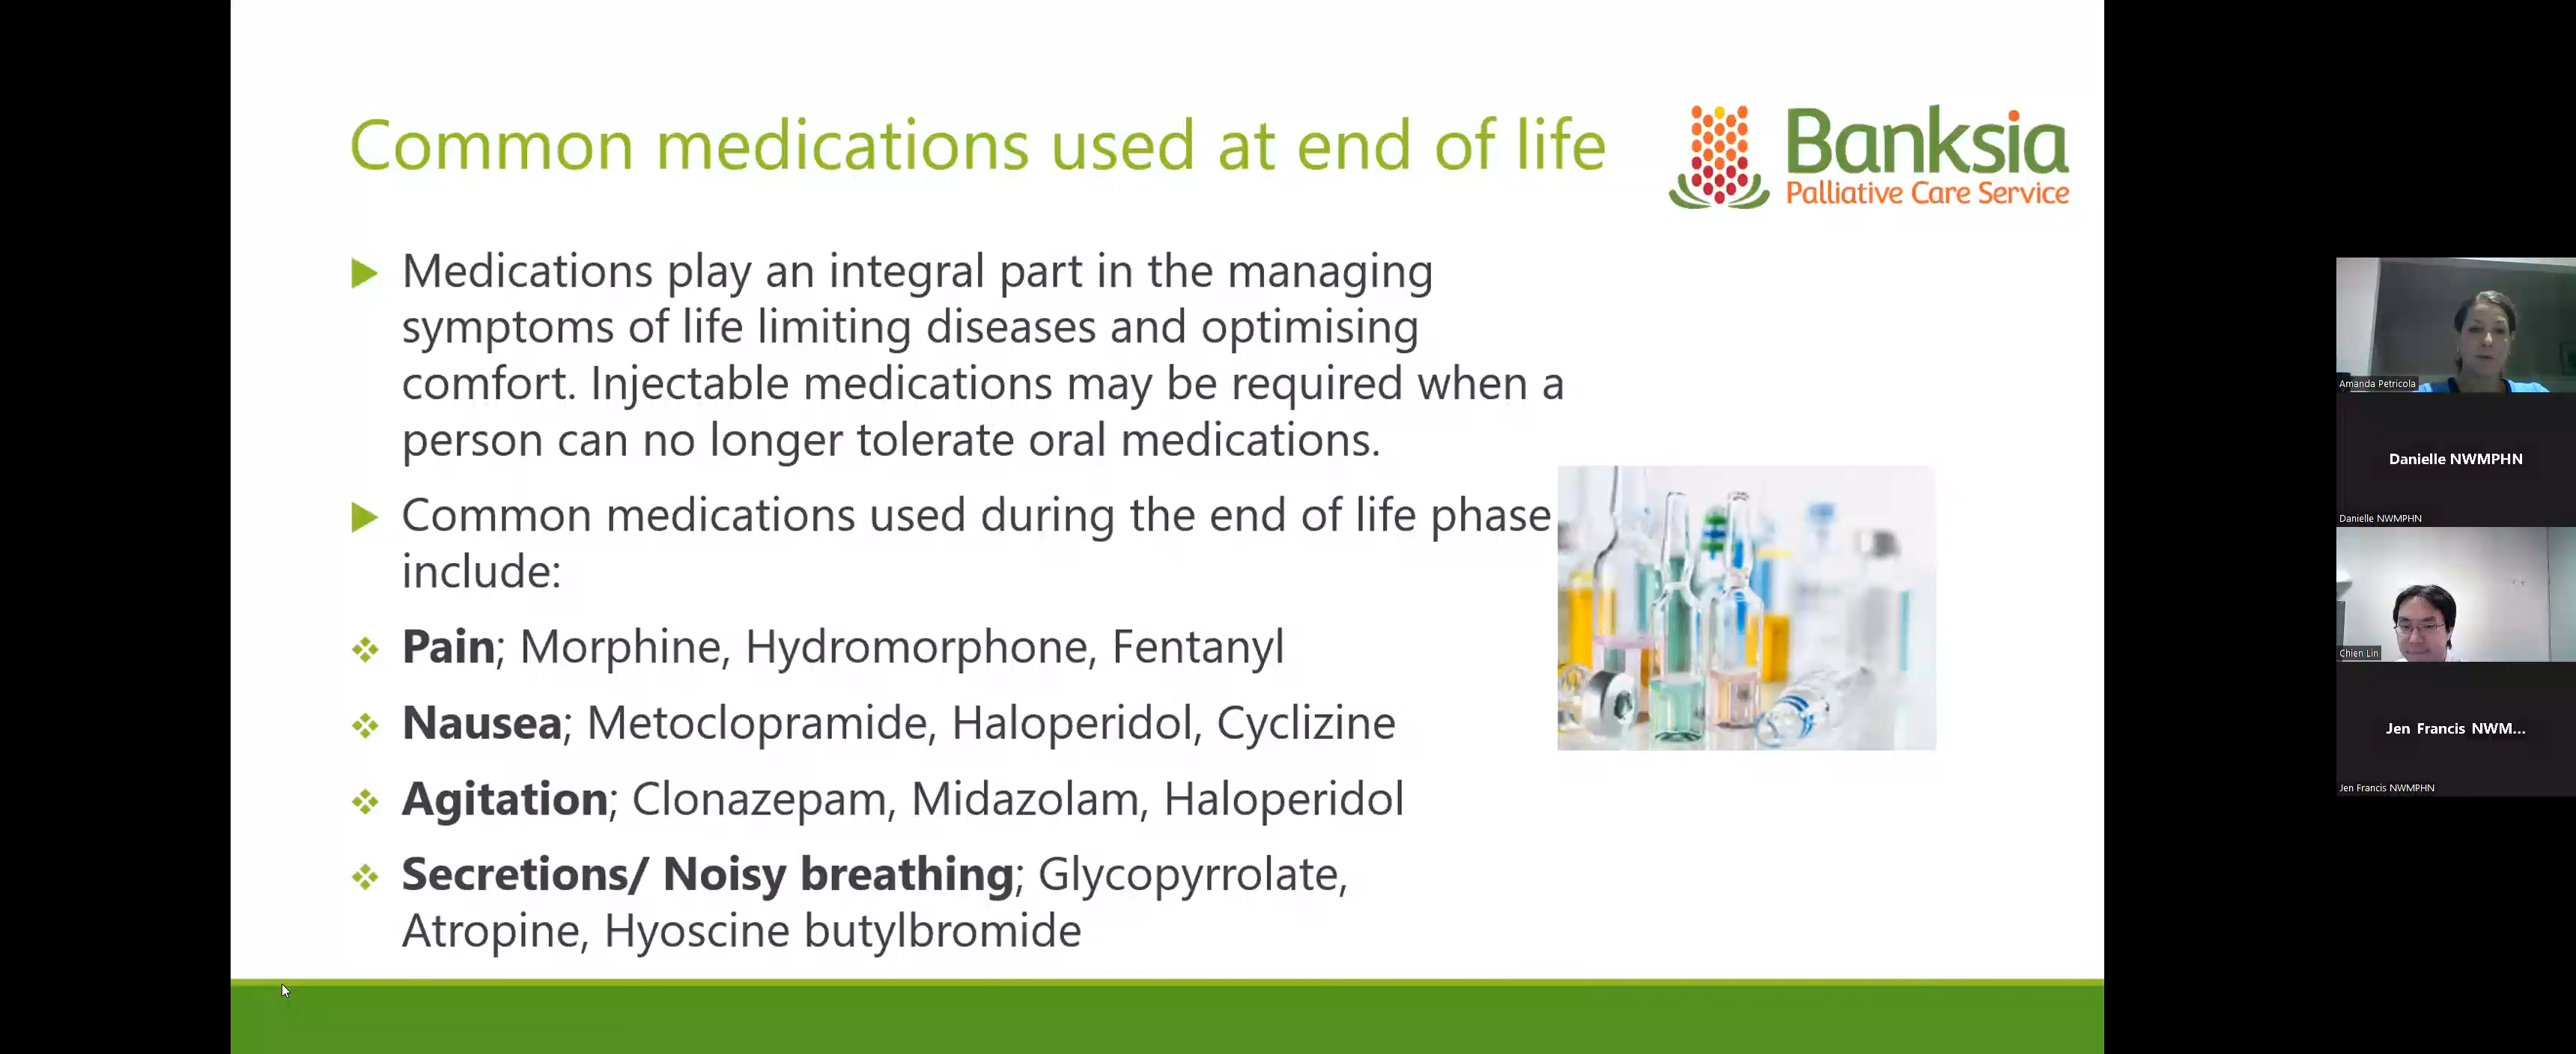 Common medications used at end of life
Banksia
Palliative Care Service
Medications play an integral part in the managing
symptoms of life limiting diseases and optimising
comfort. Injectable medications may be required when a
person can no longer tolerate oral medications.
Common medications used during the end of life phase
include:
Pain; Morphine, Hydromorphone, Fentanyl
Nausea; Metoclopramide, Haloperidol, Cyclizine
Agitation; Clonazepam, Midazolam, Haloperidol
Secretions/ Noisy breathing; Glycopyrrolate,
Atropine, Hyoscine butylbromide
Amanda Petricola
Danielle NWMPHN
Danielle NWMPHN
Chien Lin
Jen Francis NWM...
Jen Francis NWMPHN